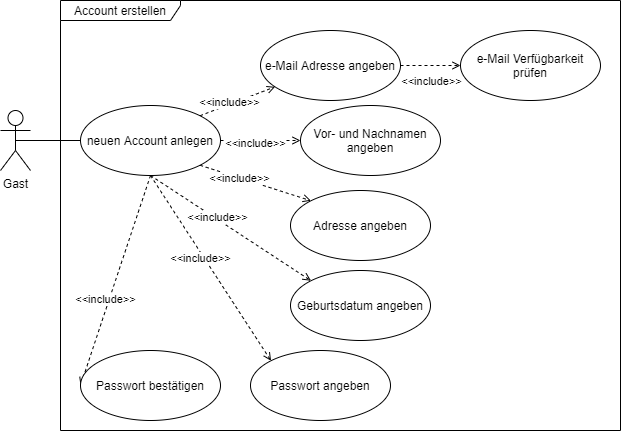 Account erstellen
e-Mail Adresse angeben
<<include>>
e-Mail Verfügbarkeit
prüfen
<<include>>
neuen Account anlegen
<<include>>
Vor- und Nachnamen
angeben
Gast
<<include>>
Adresse angeben
<<include>>
<<include>>
Geburtsdatum angeben
<<include>>
Passwort bestätigen
Passwort angeben